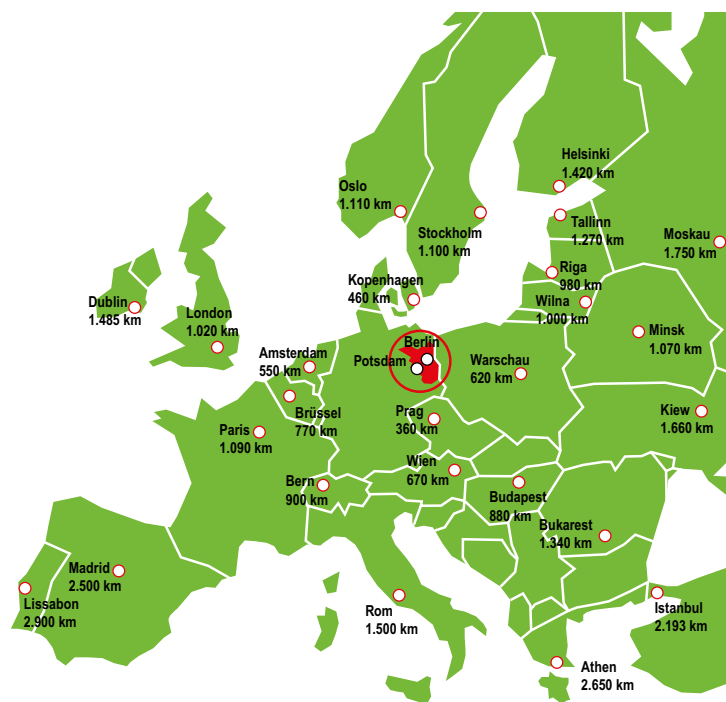 Helsinki
1.420 km
Oslo
1.110 km
Stockholm
1.100 km
Tallinn
1.270 km
Moskau
1.750 km
Riga
980 km
Kopenhagen
460 km
Wilna
1.000 km
Dublin
1.485 km
London
1.020 km
Minsk
1.070 km
Amsterdam
550 km
Berlin
Potsdam
Warschau
620 km
Brüssel
770 km
Prag
360 km
Kiew
1.660 km
Paris
1.090 km
Wien
670 km
Bern
900 km
Budapest
880 km
Bukarest
1.340 km
Madrid
2.500 km
Lissabon
2.900 km
Rom
1.500 km
Istanbul
2.193 km
Athen
2.650 km